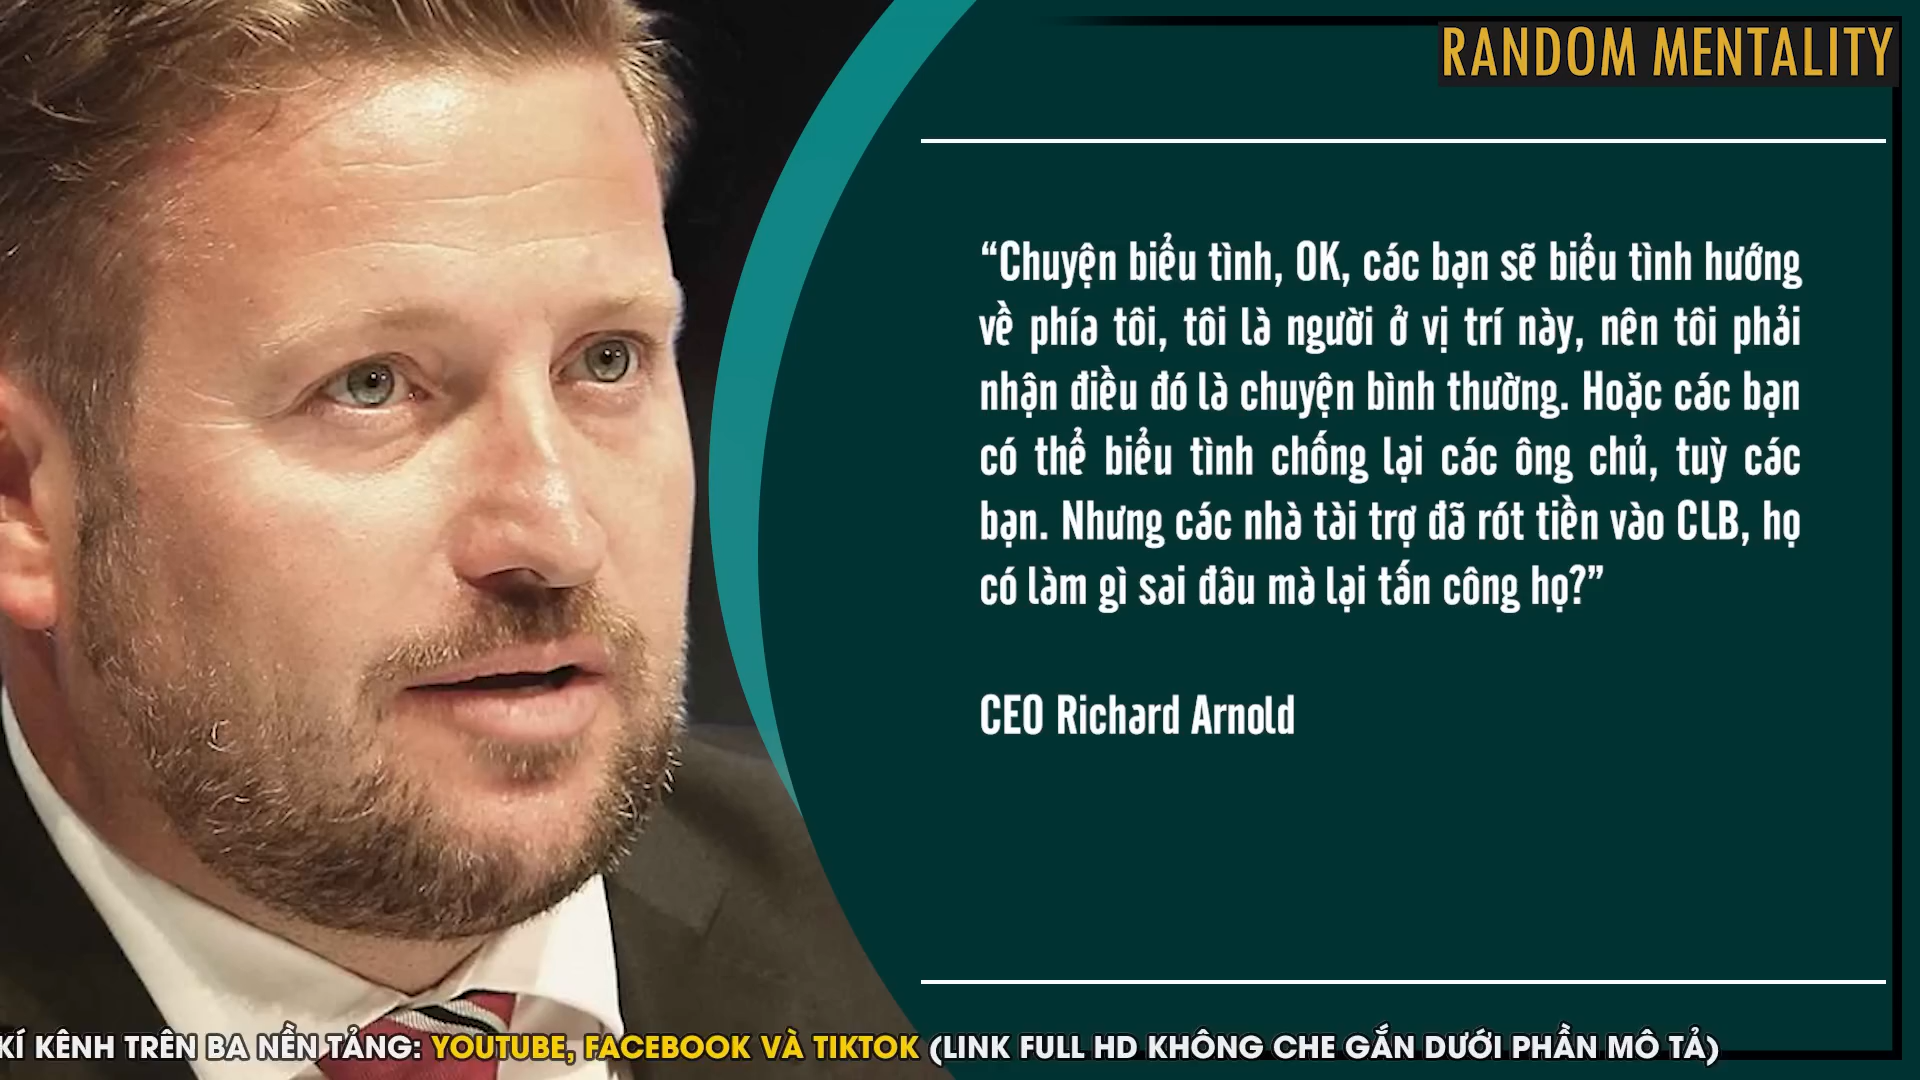 RANDOM MENTALITY
“Chuyện biểu tình, OK, các bạn sẽ biểu tình hướng
về phía tôi, tôi là người ở vị trí này, nên tôi phải
nhận điều đó là chuyện bình thường. Hoặc các bạn
có thể biểu tình chống lại các ông chủ, tuỳ các
bạn. Nhưng các nhà tài trợ đã rót tiền vào CLB, họ
có làm gì sai đâu mà lại tấn công họ?”
CEO Richard Arnold
KÍ KÊNH TRÊN BA NỀN TẢNG: YOUTUBE, FACEBOOK VÀ TIKTOK (LINK FULL HD KHÔNG CHE GẮN DƯỚI PHẦN MÔ TẢ)